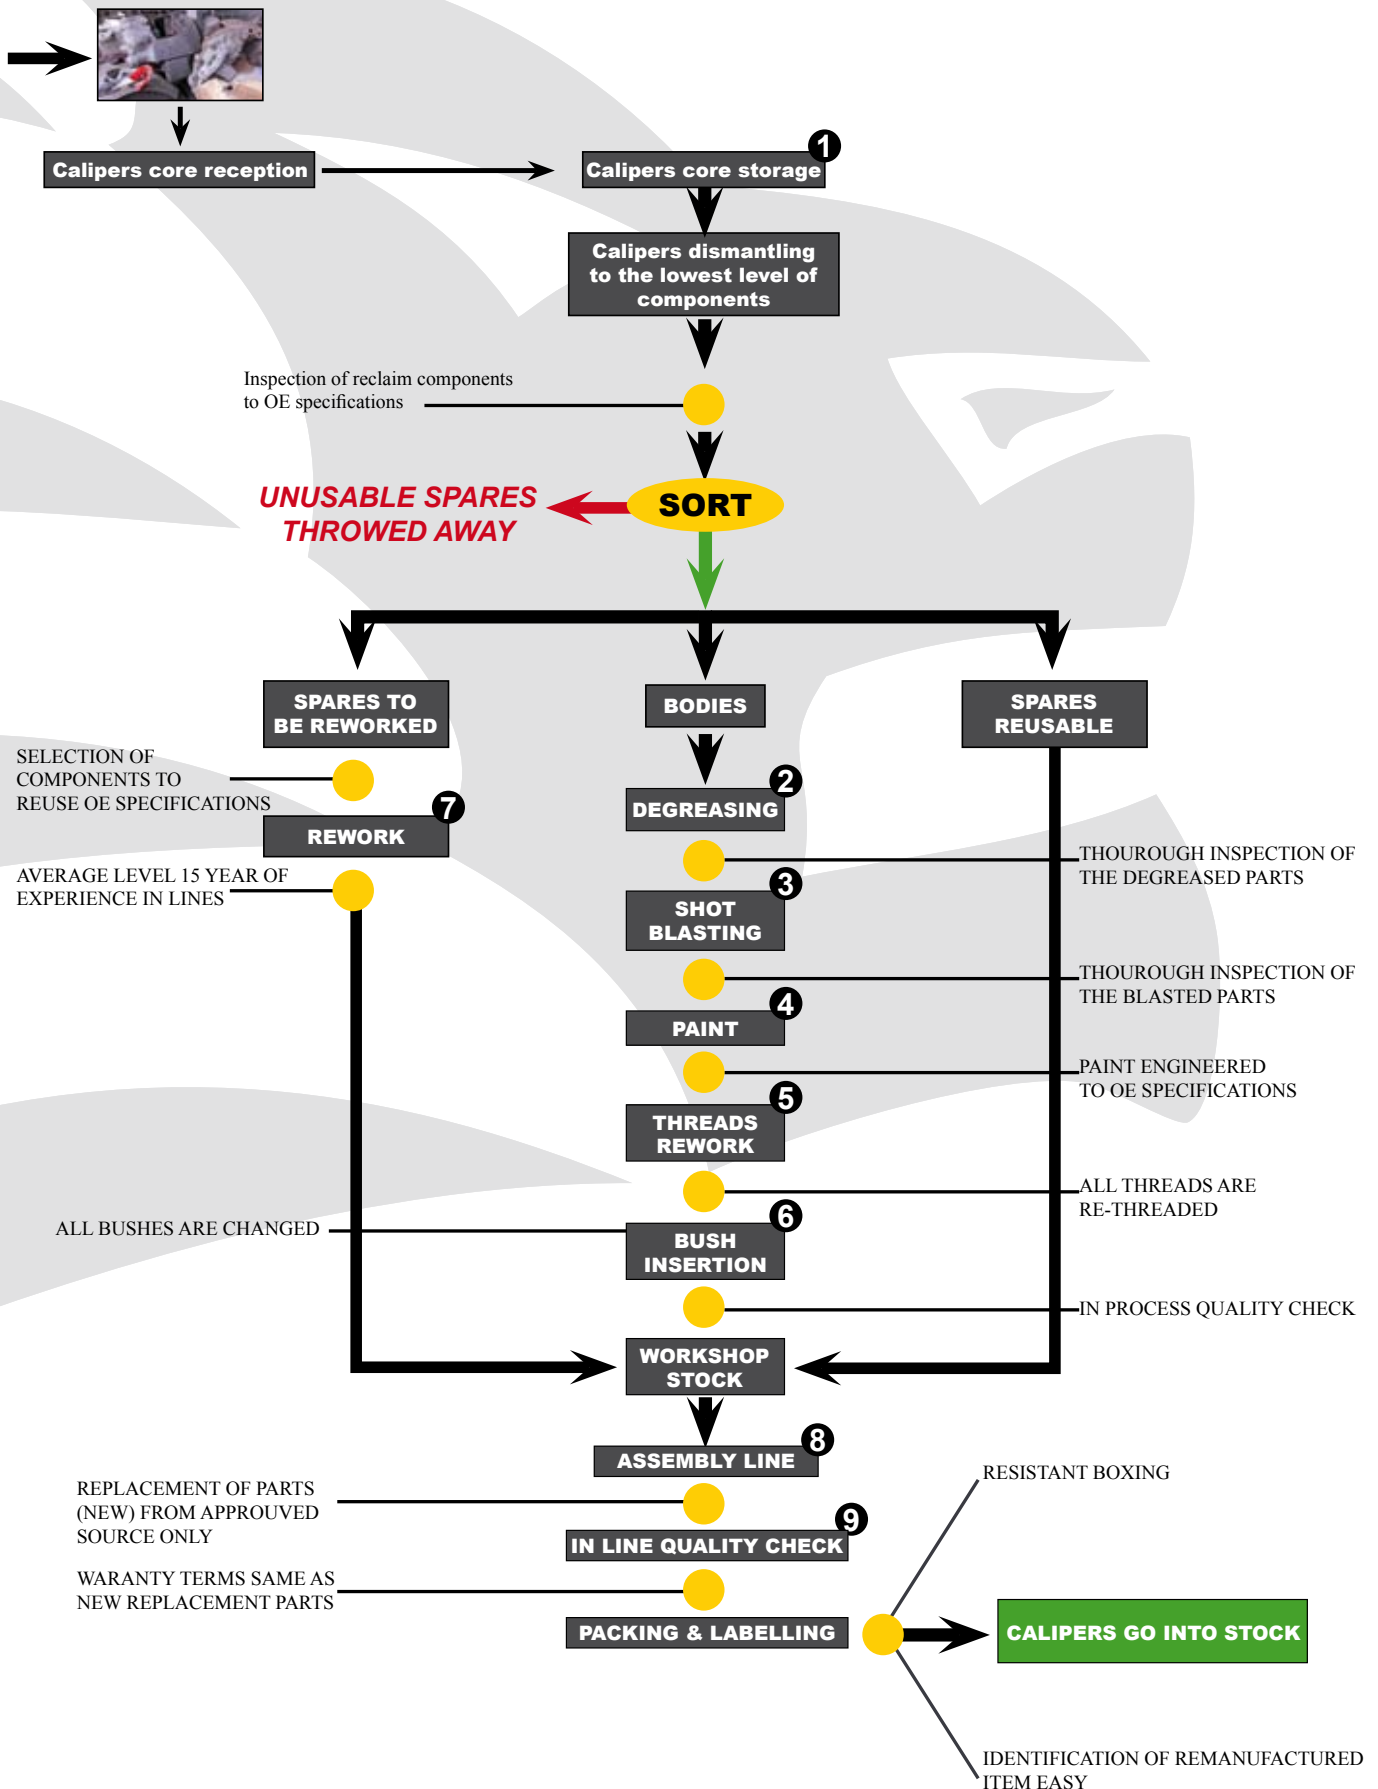 Calipers core reception
1
Calipers core storage
Calipers dismantling
to the lowest level of
components
Inspection of reclaim components
to OE specifications
UNUSABLE SPARES
THROWED AWAY
SORT
SPARES TO
BE REWORKED
BODIES
SPARES
REUSABLE
SELECTION OF
COMPONENTS TO
REUSE OE SPECIFICATIONS
7
REWORK
AVERAGE LEVEL 15 YEAR OF
EXPERIENCE IN LINES
2
DEGREASING
THOUROUGH INSPECTION OF
THE DEGREASED PARTS
3
SHOT
BLASTING
THOUROUGH INSPECTION OF
THE BLASTED PARTS
4
PAINT
PAINT ENGINEERED
TO OE SPECIFICATIONS
5
THREADS
REWORK
ALL THREADS ARE
RE-THREADED
ALL BUSHES ARE CHANGED
6
BUSH
INSERTION
IN PROCESS QUALITY CHECK
WORKSHOP
STOCK
8
ASSEMBLY LINE
REPLACEMENT OF PARTS
(NEW) FROM APPROUVED
SOURCE ONLY
9
IN LINE QUALITY CHECK
WARANTY TERMS SAME AS
NEW REPLACEMENT PARTS
PACKING & LABELLING
RESISTANT BOXING
CALIPERS GO INTO STOCK
IDENTIFICATION OF REMANUFACTURED
ITEM EASY